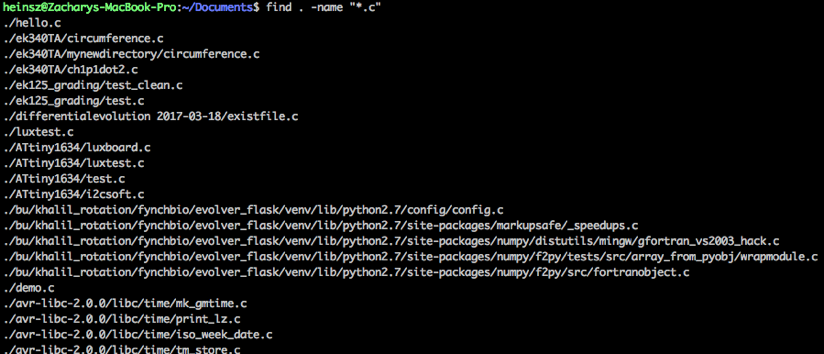 heinsz@Zacharys-MacBook-Pro:~/Documents$ find . -name "*.c"
./hello.c
./ek340TA/circumference.c
./ek340TA/mynewdirectory/circumference.c
./ek340TA/ch1p1dot2.c
./ek125_grading/test_clean.c
./ek125_grading/test.c
./differentialevolution 2017-03-18/existfile.c
./luxtest.c
./ATtiny1634/luxboard.c
./ATtiny1634/luxtest.c
./ATtiny1634/test.c
./ATtiny1634/i2csoft.c
./bu/khalil_rotation/fynchbio/evolver_flask/venv/lib/python2.7/config/config.c
./bu/khalil_rotation/fynchbio/evolver_flask/venv/lib/python2.7/site-packages/markupsafe/_speedups.c
./bu/khalil_rotation/fynchbio/evolver_flask/venv/lib/python2.7/site-packages/numpy/distutils/mingw/gfortran_vs2003_hack.c
./bu/khalil_rotation/fynchbio/evolver_flask/venv/lib/python2.7/site-packages/numpy/f2py/tests/src/array_from_pyobj/wrapmodule.c
./bu/khalil_rotation/fynchbio/evolver_flask/venv/lib/python2.7/site-packages/numpy/f2py/src/fortranobject.c
./demo.c
./avr-libc-2.0.0/libc/time/mk_gmtime.c
./avr-libc-2.0.0/libc/time/print_lz.c
./avr-libc-2.0.0/libc/time/iso_week_date.c
./avr-libc-2.0.0/libc/time/tm_store.c